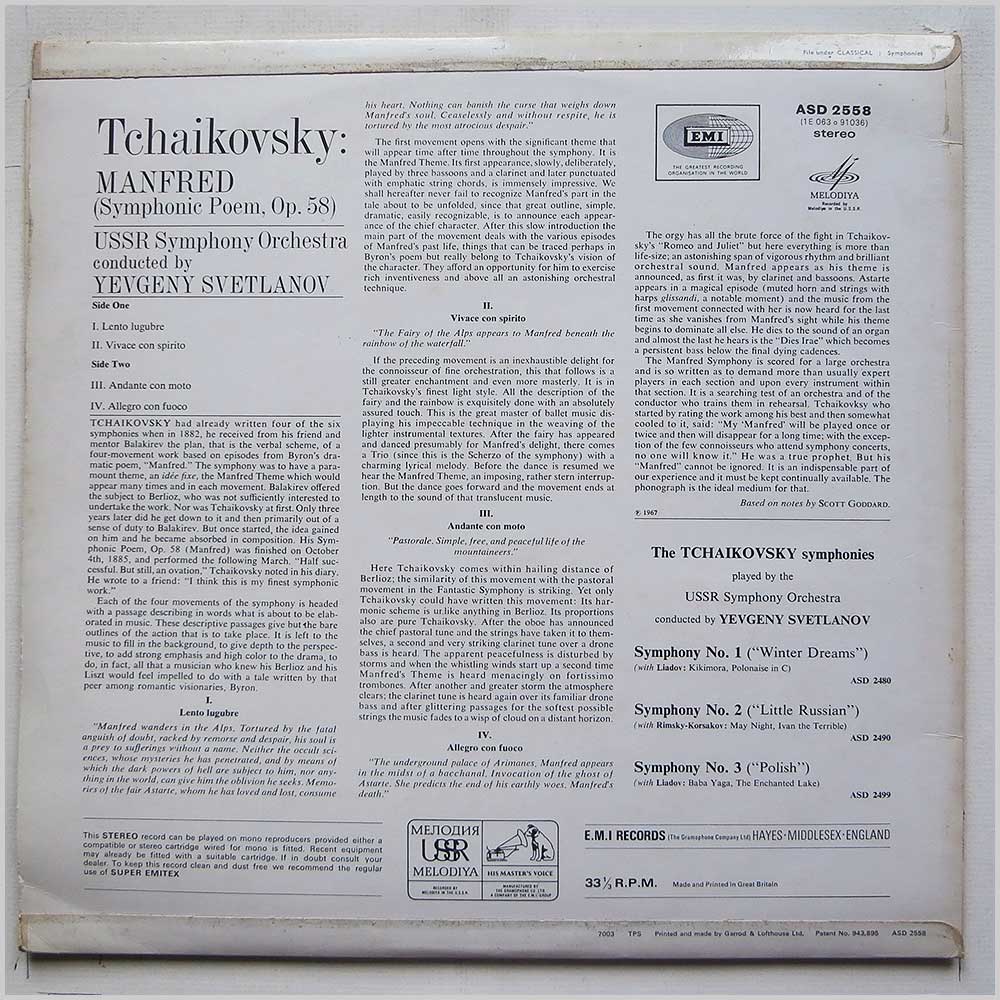 File under CLASSICAL : Symphonies
Tchaikovsky:
MANFRED
(Symphonic Poem, Op. 58)
USSR Symphony Orchestra
conducted by
YEVGENY SVETLANOV
Side One
I. Lento lugubre
II. Vivace con spirito
Side Two
III. Andante con moto
IV. Allegro con fuoco
TCHAIKOVSKY had already written four of the six
symphonies when in 1882, he received from his friend and
mentor Balakirev the plan, that is the verbal scheme, of a
four-movement work based on episodes from Byron's dra-
matic poem, "Manfred." The symphony was to have a para-
mount theme, an idée fixe, the Manfred Theme which would
appear many times and in each movement. Balakirev offered
the subject to Berlioz, who was not sufficiently interested to
undertake the work. Nor was Tchaikovsky at first. Only three
years later did he get down to it and then primarily out of a
sense of duty to Balakirev. But once started, the idea gained
on him and he became absorbed in composition. His Sym-
phonic Poem, Op. 58 (Manfred) was finished on October
4th, 1885, and performed the following March. "Half suc-
cessful. But still, an ovation," Tchaikovsky noted in his diary.
He wrote to a friend: "I think this is my finest symphonic
work."
Each of the four movements of the symphony is headed
with a passage describing in words what is about to be elab-
orated in music. These descriptive passages give but the bare
outlines of the action that is to take place. It is left to the
music to fill in the background, to give depth to the perspec-
tive, to add strong emphasis and high color to the drama, to
do, in fact, all that a musician who knew his Berlioz and his
Liszt would feel impelled to do with a tale written by that
peer among romantic visionaries, Byron.
I.
Lento lugubre
"Manfred wanders in the Alps. Tortured by the fatal
anguish of doubt, racked by remorse and despair, his soul is
a prey to sufferings without a name. Neither the occult sci-
ences, whose mysteries he has penetrated, and by means of
which the dark powers of hell are subject to him, nor any-
thing in the world, can give him the oblivion he seeks. Memo-
ries of the fair Astarte, whom he has loved and lost, consume
his heart. Nothing can banish the curse that weighs down
Manfred's soul. Ceaselessly and without respite, he is
tortured by the most atrocious despair."
The first movement opens with the significant theme that
will appear time after time throughout the symphony. It is
the Manfred Theme. Its first appearance, slowly, deliberately,
played by three bassoons and a clarinet and later punctuated
with emphatic string chords, is immensely impressive. We
shall hereafter never fail to recognize Manfred's part in the
tale about to be unfolded, since that great outline, simple,
dramatic, easily recognizable, is to announce each appear-
ance of the chief character. After this slow introduction the
main part of the movement deals with the various episodes
of Manfred's past life, things that can be traced perhaps in
Byron's poem but really belong to Tchaikovsky's vision of
the character. They afford an opportunity for him to exercise
rich inventiveness and above all an astonishing orchestral
technique.
II.
Vivace con spirito
"The Fairy of the Alps appears to Manfred beneath the
rainbow of the waterfall."
If the preceding movement is an inexhaustible delight for
the connoisseur of fine orchestration, this that follows is a
still greater enchantment and even more masterly. It is in
Tchaikovsky's finest light style. All the description of the
fairy and the rainbow is exquisitely done with an absolutely
assured touch. This is the great master of ballet music dis-
playing his impeccable technique in the weaving of the
lighter instrumental textures. After the fairy has appeared
and danced presumably for Manfred's delight, there comes
a Trio (since this is the Scherzo of the symphony) with a
charming lyrical melody. Before the dance is resumed we
hear the Manfred Theme, an imposing, rather stern interrup-
tion. But the dance goes forward and the movement ends at
length to the sound of that translucent music.
III.
Andante con moto
"Pastorale. Simple, free, and peaceful life of the
mountaineers."
Here Tchaikovsky comes within hailing distance of
Berlioz; the similarity of this movement with the pastoral
movement in the Fantastic Symphony is striking. Yet only
Tchaikovsky could have written this movement: Its har-
monic scheme is unlike anything in Berlioz. Its proportions
also are pure Tchaikovsky. After the oboe has announced
the chief pastoral tune and the strings have taken it to them-
selves, a second and very striking clarinet tune over a drone
bass is heard. The apparent peacefulness is disturbed by
storms and when the whistling winds start up a second time
Manfred's Theme is heard menacingly on fortissimo
trombones. After another and greater storm the atmosphere
clears; the clarinet tune is heard again over its familiar drone
bass and after glittering passages for the softest possible
strings the music fades to a wisp of cloud on a distant horizon.
IV.
Allegro con fuoco
"The underground palace of Arimanes, Manfred appears
in the midst of a bacchanal. Invocation of the ghost of
Astarte. She predicts the end of his earthly woes. Manfred's
death."
EMI
THE GREATEST RECORDING
ORGANISATION IN THE WORLD
ASD 2558
(1E 063 o 91036)
stereo
MELODIYA
Recorded by
Melodiya in the U.S.S.R.
The orgy has all the brute force of the fight in Tchaikov-
sky's "Romeo and Juliet" but here everything is more than
life-size; an astonishing span of vigorous rhythm and brilliant
orchestral sound. Manfred appears as his theme is
announced, as first it was, by clarinet and bassoons. Astarte
appears in a magical episode (muted horn and strings with
harps glissandi, a notable moment) and the music from the
first movement connected with her is now heard for the last
time as she vanishes from Manfred's sight while his theme
begins to dominate all else. He dies to the sound of an organ
and almost the last he hears is the "Dies Irae" which becomes
a persistent bass below the final dying cadences.
The Manfred Symphony is scored for a large orchestra
and is so written as to demand more than usually expert
players in each section and upon every instrument within
that section. It is a searching test of an orchestra and of the
conductor who trains them in rehearsal. Tchaikovksy who
started by rating the work among his best and then somewhat
cooled to it, said: "My 'Manfred' will be played once or
twice and then will disappear for a long time; with the excep-
tion of the few connoisseurs who attend symphony concerts,
no one will know it." He was a true prophet. But his
"Manfred" cannot be ignored. It is an indispensable part of
our experience and it must be kept continually available. The
phonograph is the ideal medium for that.
Based on notes by SCOTT GODDARD.
℗ 1967
The TCHAIKOVSKY symphonies
played by the
USSR Symphony Orchestra
conducted by YEVGENY SVETLANOV
Symphony No. 1 ("Winter Dreams")
(with Liadov: Kikimora, Polonaise in C)
ASD 2480
Symphony No. 2 ("Little Russian")
(with Rimsky-Korsakov: May Night, Ivan the Terrible)
ASD 2490
Symphony No. 3 ("Polish")
(with Liadov: Baba Yaga, The Enchanted Lake)
ASD 2499
This STEREO record can be played on mono reproducers provided either a
compatible or stereo cartridge wired for mono is fitted. Recent equipment
may already be fitted with a suitable cartridge. If in doubt consult your
dealer. To keep this record clean and dust free we recommend the regular
use of SUPER EMITEX
МЕЛОДИЯ
USSR
MELODIYA
RECORDED BY
MELODIYA IN THE U.S.S.R.
HIS MASTER'S VOICE
MANUFACTURED BY
THE GRAMOPHONE CO. LTD.
A COMPANY OF THE E.M.I. GROUP
E.M.I RECORDS (The Gramophone Company Ltd) HAYES · MIDDLESEX · ENGLAND
33⅓ R.P.M. Made and Printed in Great Britain
7003 TPS Printed and made by Garrod & Lofthouse Ltd. Patent No. 943,895 ASD 2558